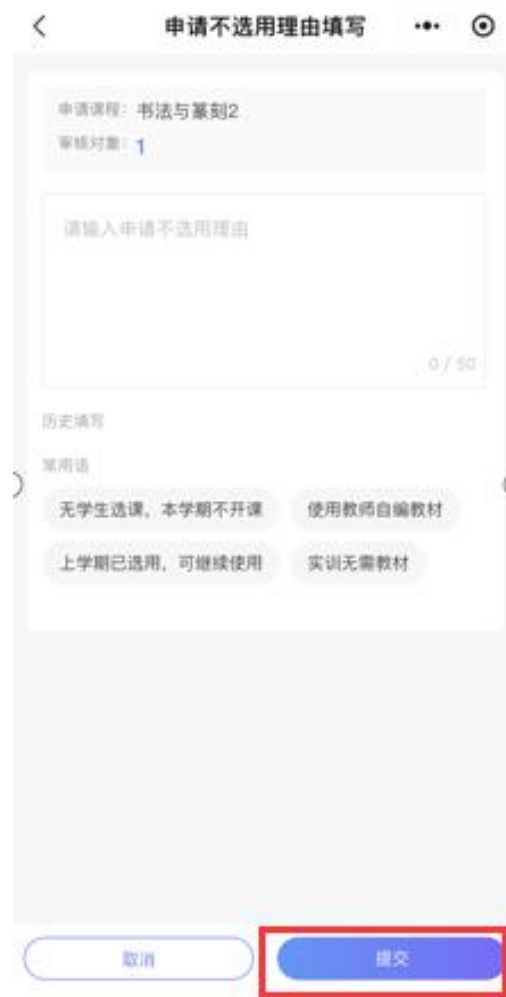 申请不选用理由填写
申请课程：书法与篆刻2
审核对象：1
请输入申请不选用理由
0 / 50
历史填写
常用语
无学生选课，本学期不开课
使用教师自编教材
上学期已选用，可继续使用
实训无需教材
取消
提交